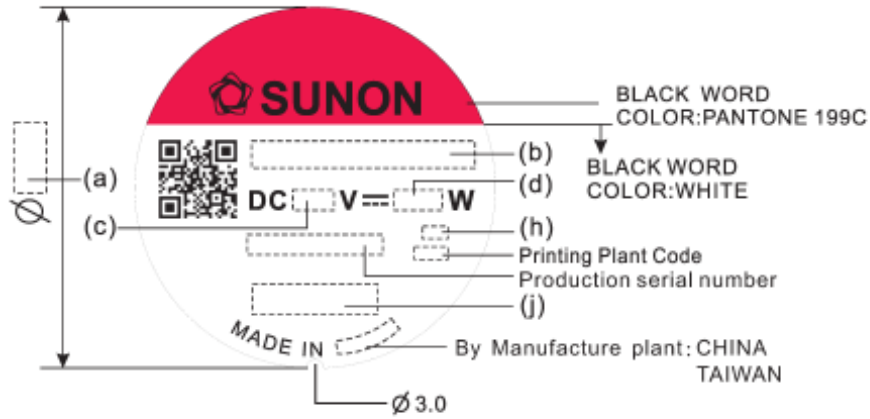 SUNON
BLACK WORD
COLOR:PANTONE 199C
BLACK WORD
COLOR:WHITE
(a)
Ø
(b)
(d)
DC V⎓ W
(c)
(h)
Printing Plant Code
Production serial number
(j)
MADE IN
By Manufacture plant: CHINA
TAIWAN
Ø 3.0